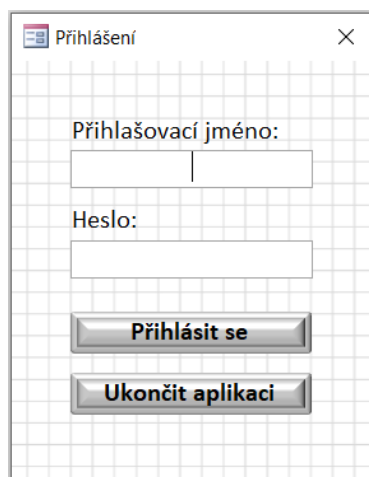 Přihlášení
Přihlašovací jméno:
Heslo:
Přihlásit se
Ukončit aplikaci